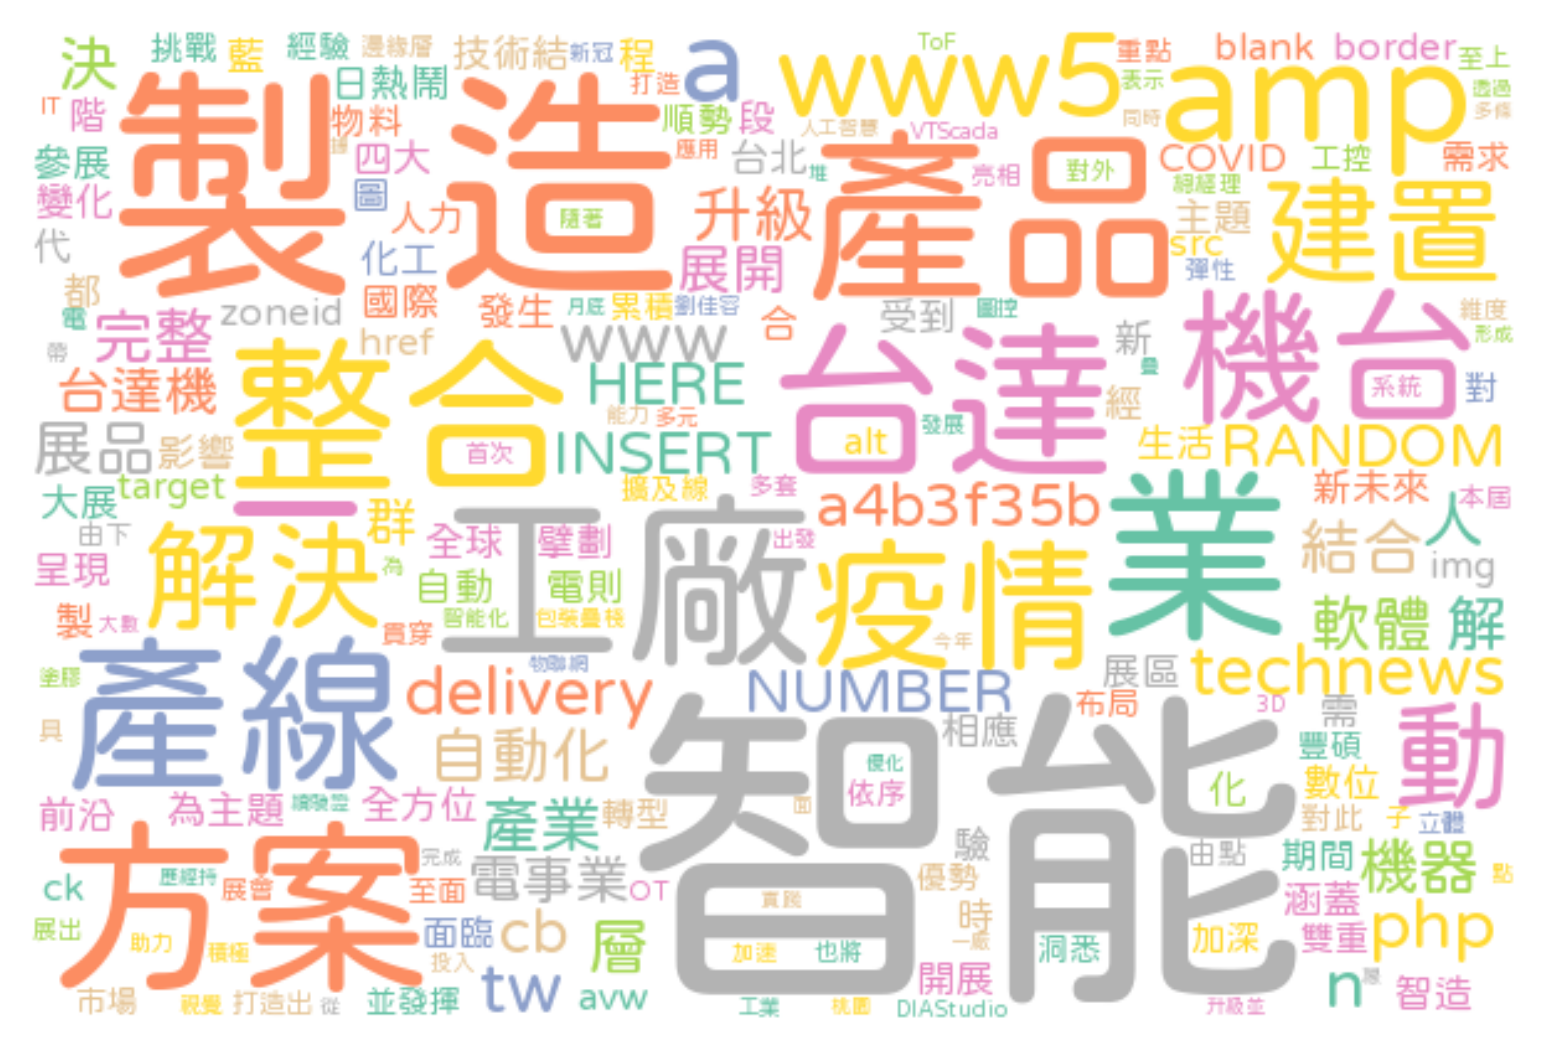 決 挑戰 藍 經驗 邊緣層 技術結 新冠 程 a www5 ToF 重點 blank border 至上
日熱鬧 打造 表示 amp 透過
IT 階 製造 物料 順勢 段 人工智慧 VTScada 同時 多條
參展 四大 應用 台北 堆 產品 亮相 對外 COVID 工控 需求
變化 圖 人力 隨著 升級 總經理 主題 建置
代 化工 展開 src 彈性
都 電 zoneid 國際 發生 月底 累積 劉佳容 合 受到 圖控 維度
完整 href www 新 機台 形成
帶 台達機 整合 HERE 台達 疊 系統 對
展品 影響 首次 能力 多元 INSERT alt 發展 經 生活 RANDOM
大展 target 擴及線 多套 a4b3f35b 業 新未來 本屆
由下 解決 群 全球 擘劃 工廠 出發 疫情 結合 人
呈現 為 自動 電則 img
製 大數 買穿 智能化 包裝疊棧 今年 軟體 解
塗膠 產線 物聯網 delivery NUMBER 展區 technews
具 自動化 相應 布局 3D 需 豐碩 動
前沿 為主題 全方位 產業 轉型 面 智能 優化 依序 化 數位
方案 完成 對此 子 立體
ck 應經持 展會 至面 電事業 OT 實踐 驗 優勢 由點 期間 機器 點
展出 助力 積極 面臨 cb 層 加速 也將 時 一廠 洞悉 加深 涵蓋 雙重 php
投入 tw 開展 n
市場 視覺 打造出 從 並發揮 avw 工業 桃園 DIAStudio 升級並 智造